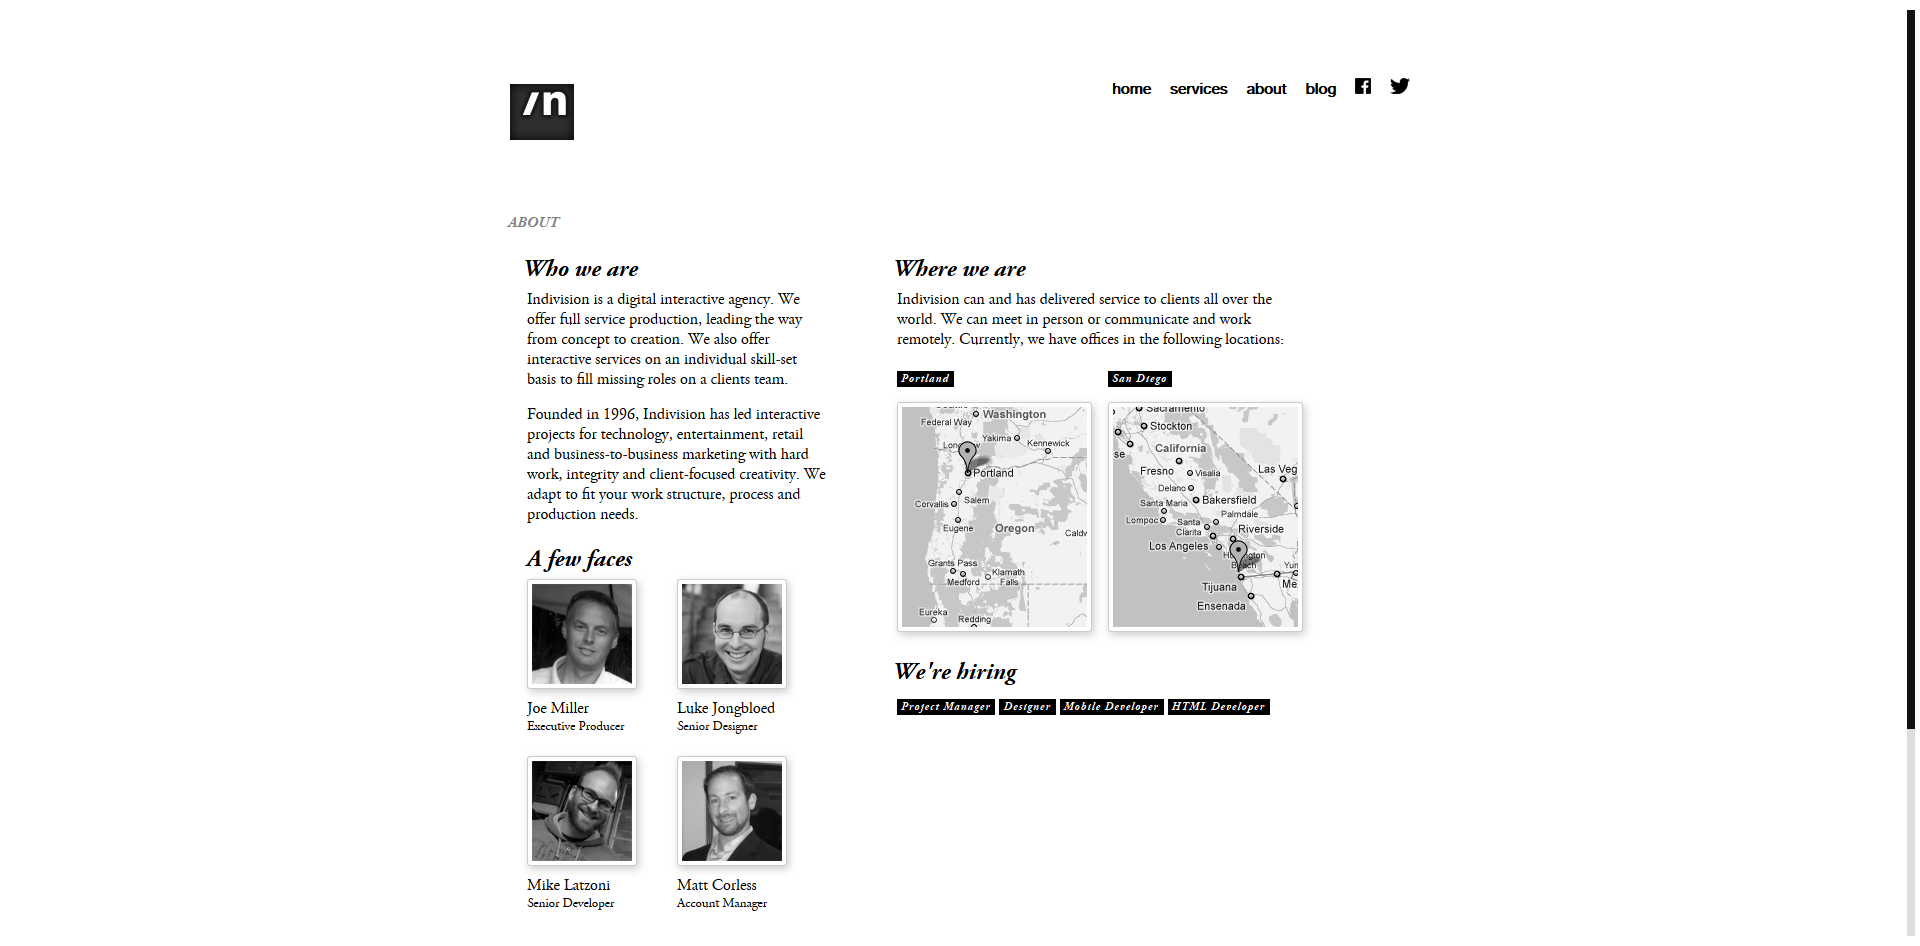 /n
home services about blog
ABOUT
Who we are
Indivision is a digital interactive agency. We
offer full service production, leading the way
from concept to creation. We also offer
interactive services on an individual skill-set
basis to fill missing roles on a clients team.
Founded in 1996, Indivision has led interactive
projects for technology, entertainment, retail
and business-to-business marketing with hard
work, integrity and client-focused creativity. We
adapt to fit your work structure, process and
production needs.
A few faces
Joe Miller
Executive Producer
Luke Jongbloed
Senior Designer
Mike Latzoni
Senior Developer
Matt Corless
Account Manager
Where we are
Indivision can and has delivered service to clients all over the
world. We can meet in person or communicate and work
remotely. Currently, we have offices in the following locations:
Portland
Washington
Federal Way
Yakima
Kennewick
Portland
Salem
Corvallis
Eugene
Oregon
Grants Pass
Medford
Klamath
Falls
Eureka
Redding
San Diego
Sacramento
Stockton
California
Fresno
Visalia
Las Veg
Delano
Bakersfield
Santa Maria
Palmdale
Lompoc
Santa
Clarita
Riverside
Los Angeles
Beach
Tijuana
Ensenada
We're hiring
Project Manager Designer Mobile Developer HTML Developer